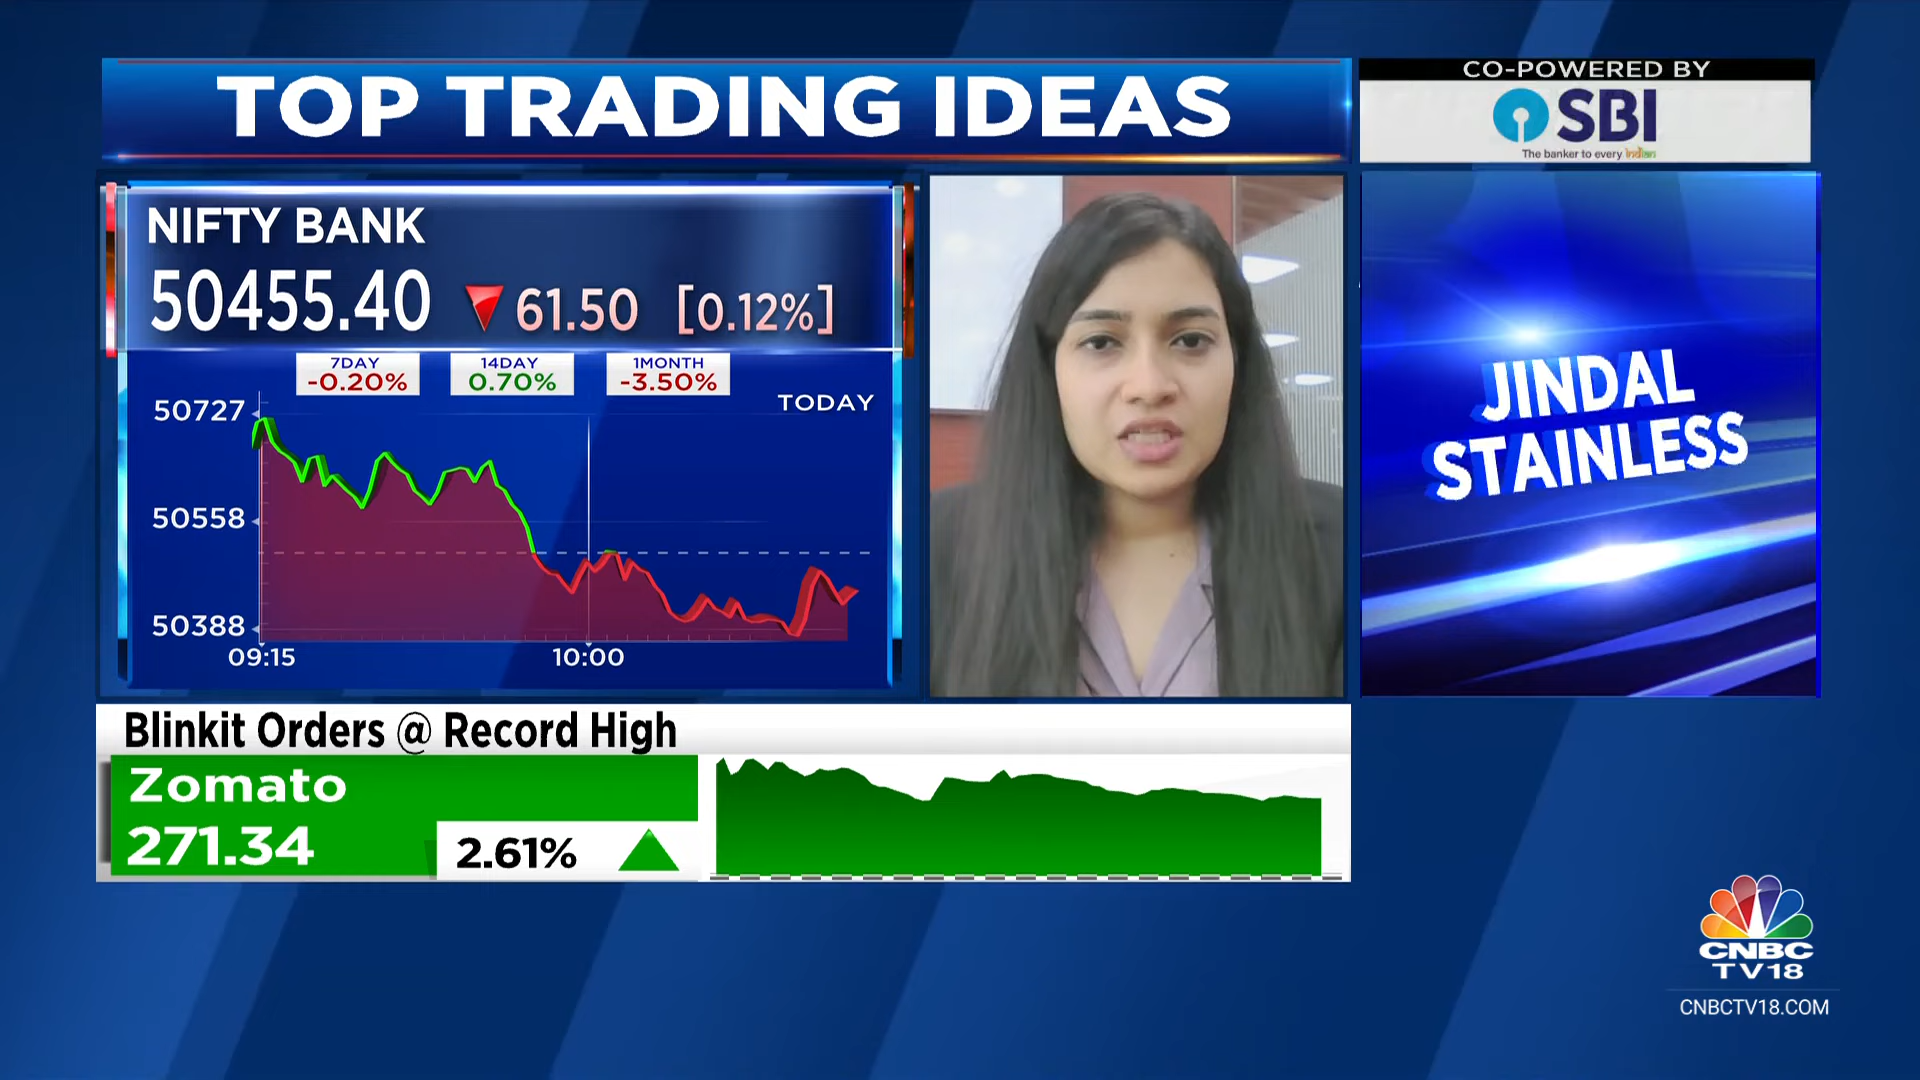 TOP TRADING IDEAS
CO-POWERED BY
SBI
The banker to every indian
NIFTY BANK
50455.40 ▼ 61.50 [0.12%]
7DAY
-0.20%
14DAY
0.70%
1MONTH
-3.50%
TODAY
50727
50558
50388
09:15
10:00
JINDAL
STAINLESS
Blinkit Orders @ Record High
Zomato
271.34
2.61%
CNBC
TV18
CNBCTV18.COM